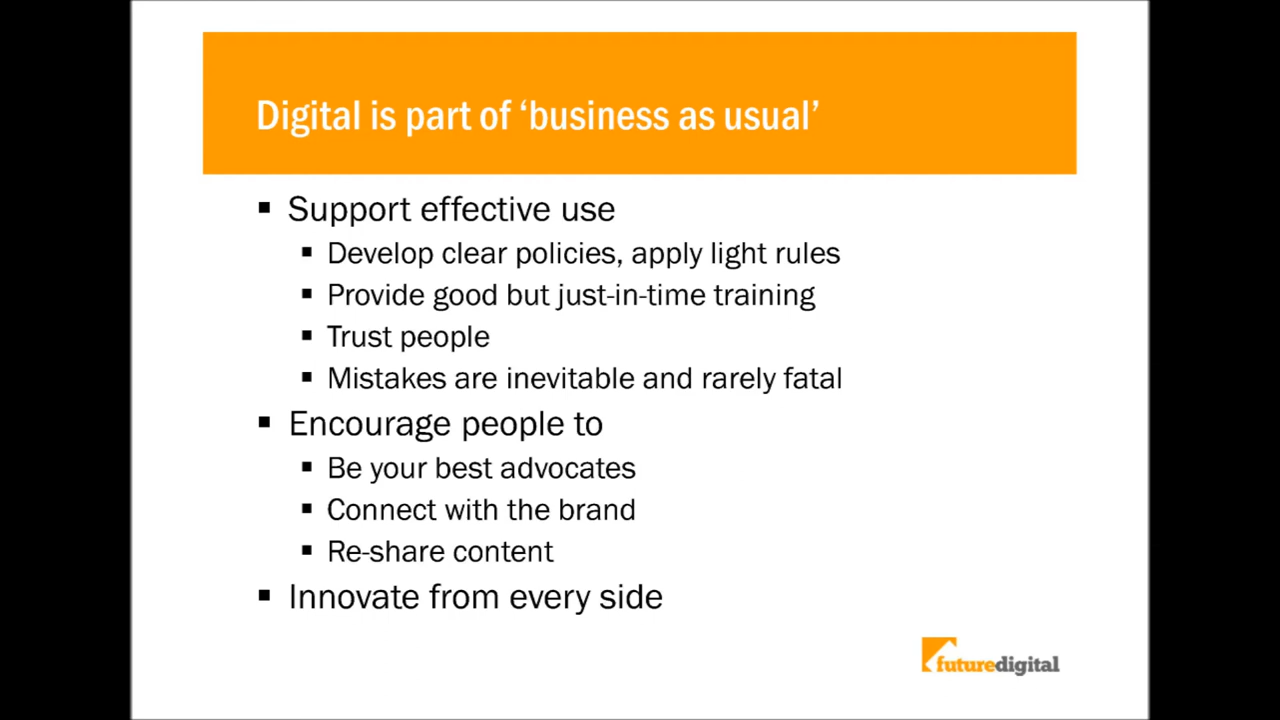 Digital is part of ‘business as usual’
▪ Support effective use
▪ Develop clear policies, apply light rules
▪ Provide good but just-in-time training
▪ Trust people
▪ Mistakes are inevitable and rarely fatal
▪ Encourage people to
▪ Be your best advocates
▪ Connect with the brand
▪ Re-share content
▪ Innovate from every side
futuredigital